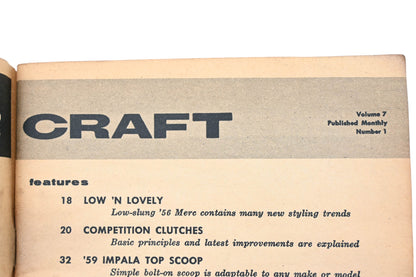 CRAFT
Volume 7
Published Monthly
Number 1
features
18 LOW 'N LOVELY
Low-slung '56 Merc contains many new styling trends
20 COMPETITION CLUTCHES
Basic principles and latest improvements are explained
32 '59 IMPALA TOP SCOOP
Simple bolt-on scoop is adaptable to any make or model